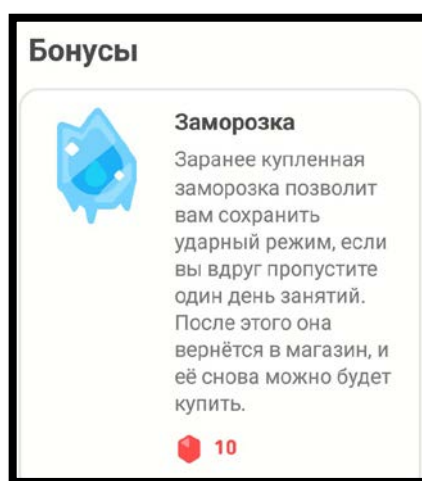 Бонусы
Заморозка
Заранее купленная
заморозка позволит
вам сохранить
ударный режим, если
вы вдруг пропустите
один день занятий.
После этого она
вернётся в магазин, и
её снова можно будет
купить.
10